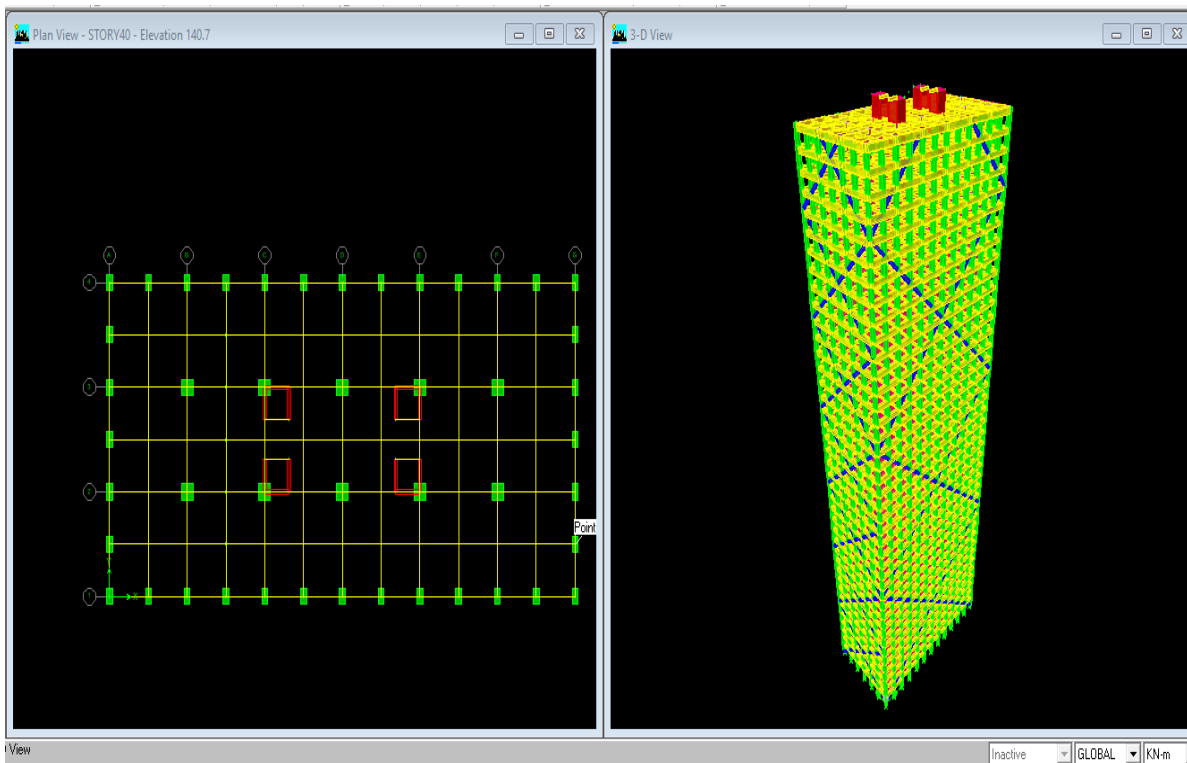 Plan View - STORY40 - Elevation 140.7
3-D View
A B C D E F G
4
3
2
1
Point
Y
X
View
Inactive
GLOBAL
KN-m